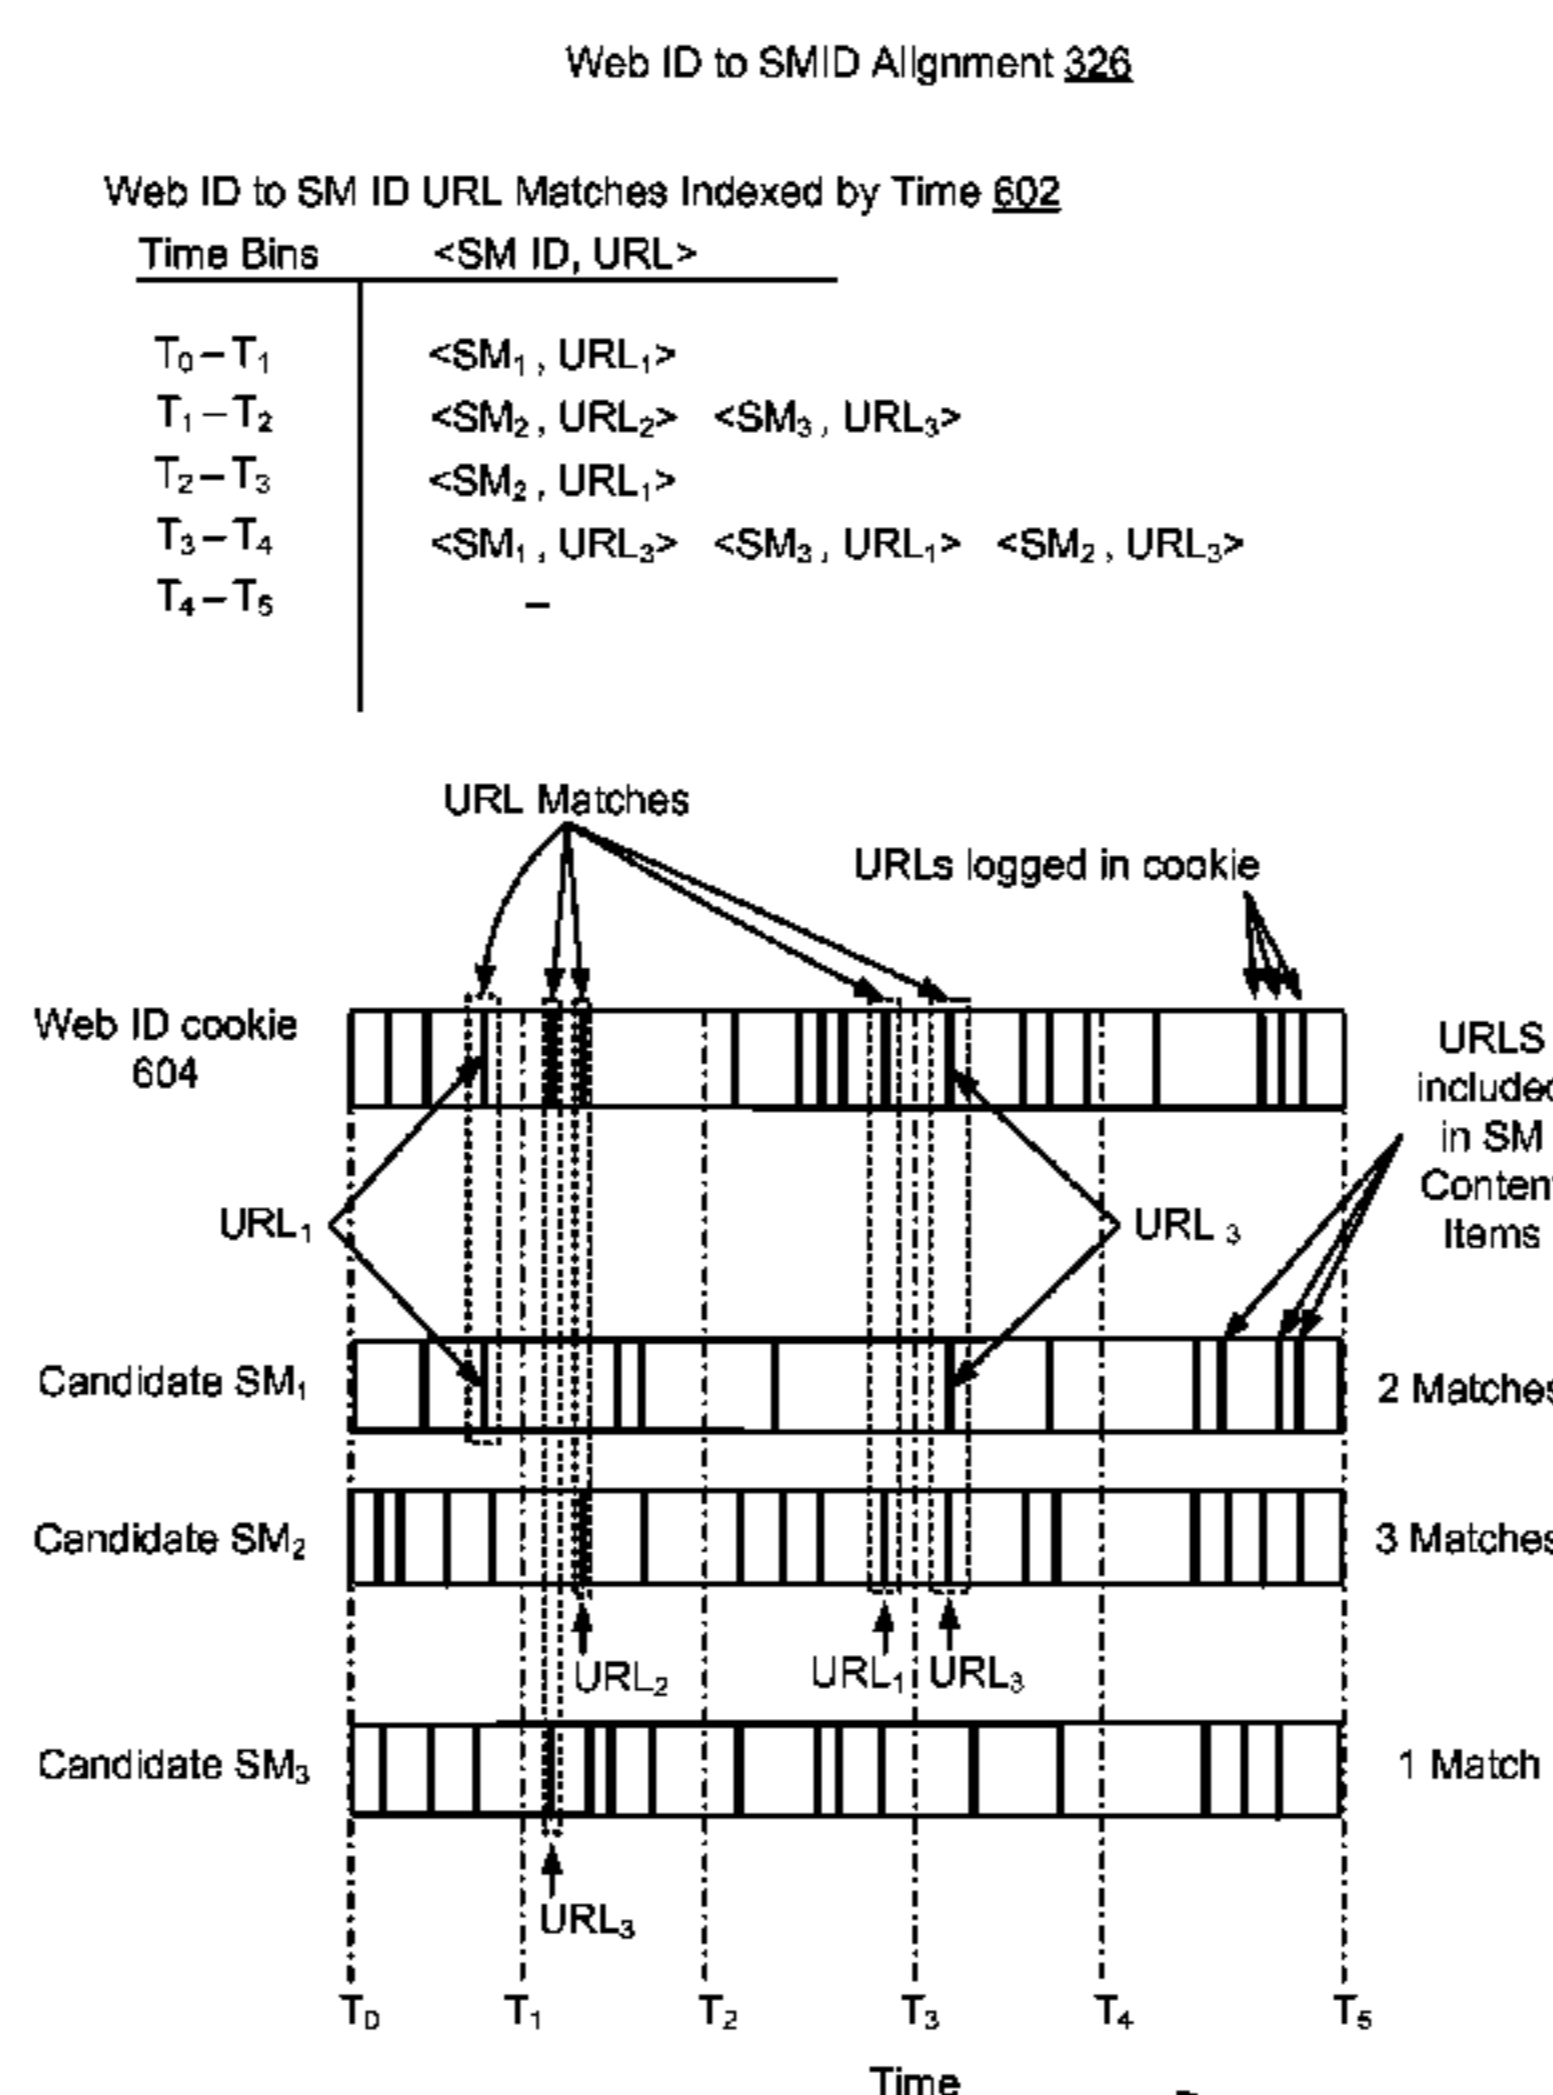 Web ID to SMID Alignment 326
Web ID to SM ID URL Matches Indexed by Time 602
Time Bins <SM ID, URL>
T₀–T₁ <SM₁, URL₁>
T₁–T₂ <SM₂, URL₂> <SM₃, URL₃>
T₂–T₃ <SM₂, URL₁>
T₃–T₄ <SM₁, URL₃> <SM₃, URL₁> <SM₂, URL₃>
T₄–T₅ –
URL Matches
URLs logged in cookie
Web ID cookie
604
URLS
included
in SM
Content
Items
URL₁
URL ₃
Candidate SM₁
2 Matches
Candidate SM₂
3 Matches
URL₂
URL₁
URL₃
Candidate SM₃
1 Match
URL₃
T₀ T₁ T₂ T₃ T₄ T₅
Time